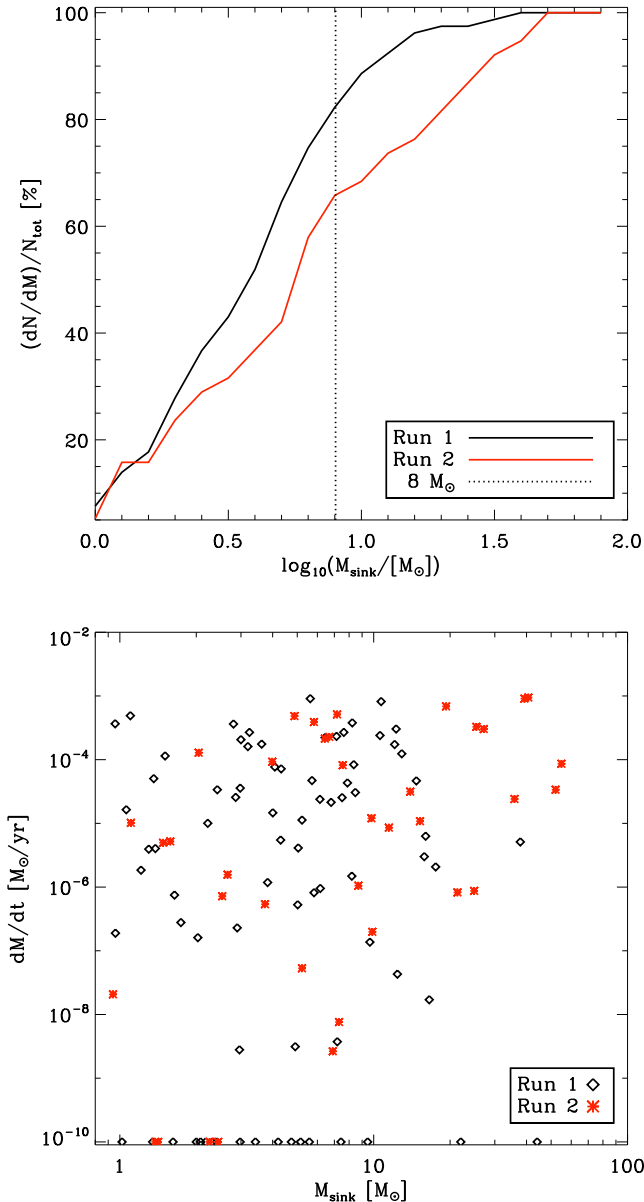 (dN/dM)/N_tot [%]
100
80
60
40
20
Run 1
Run 2
8 M_⊙
0.0 0.5 1.0 1.5 2.0
log₁₀(M_sink/[M_⊙])
dM/dt [M_⊙/yr]
10⁻²
10⁻⁴
10⁻⁶
10⁻⁸
10⁻¹⁰
Run 1
Run 2
1 10 100
M_sink [M_⊙]